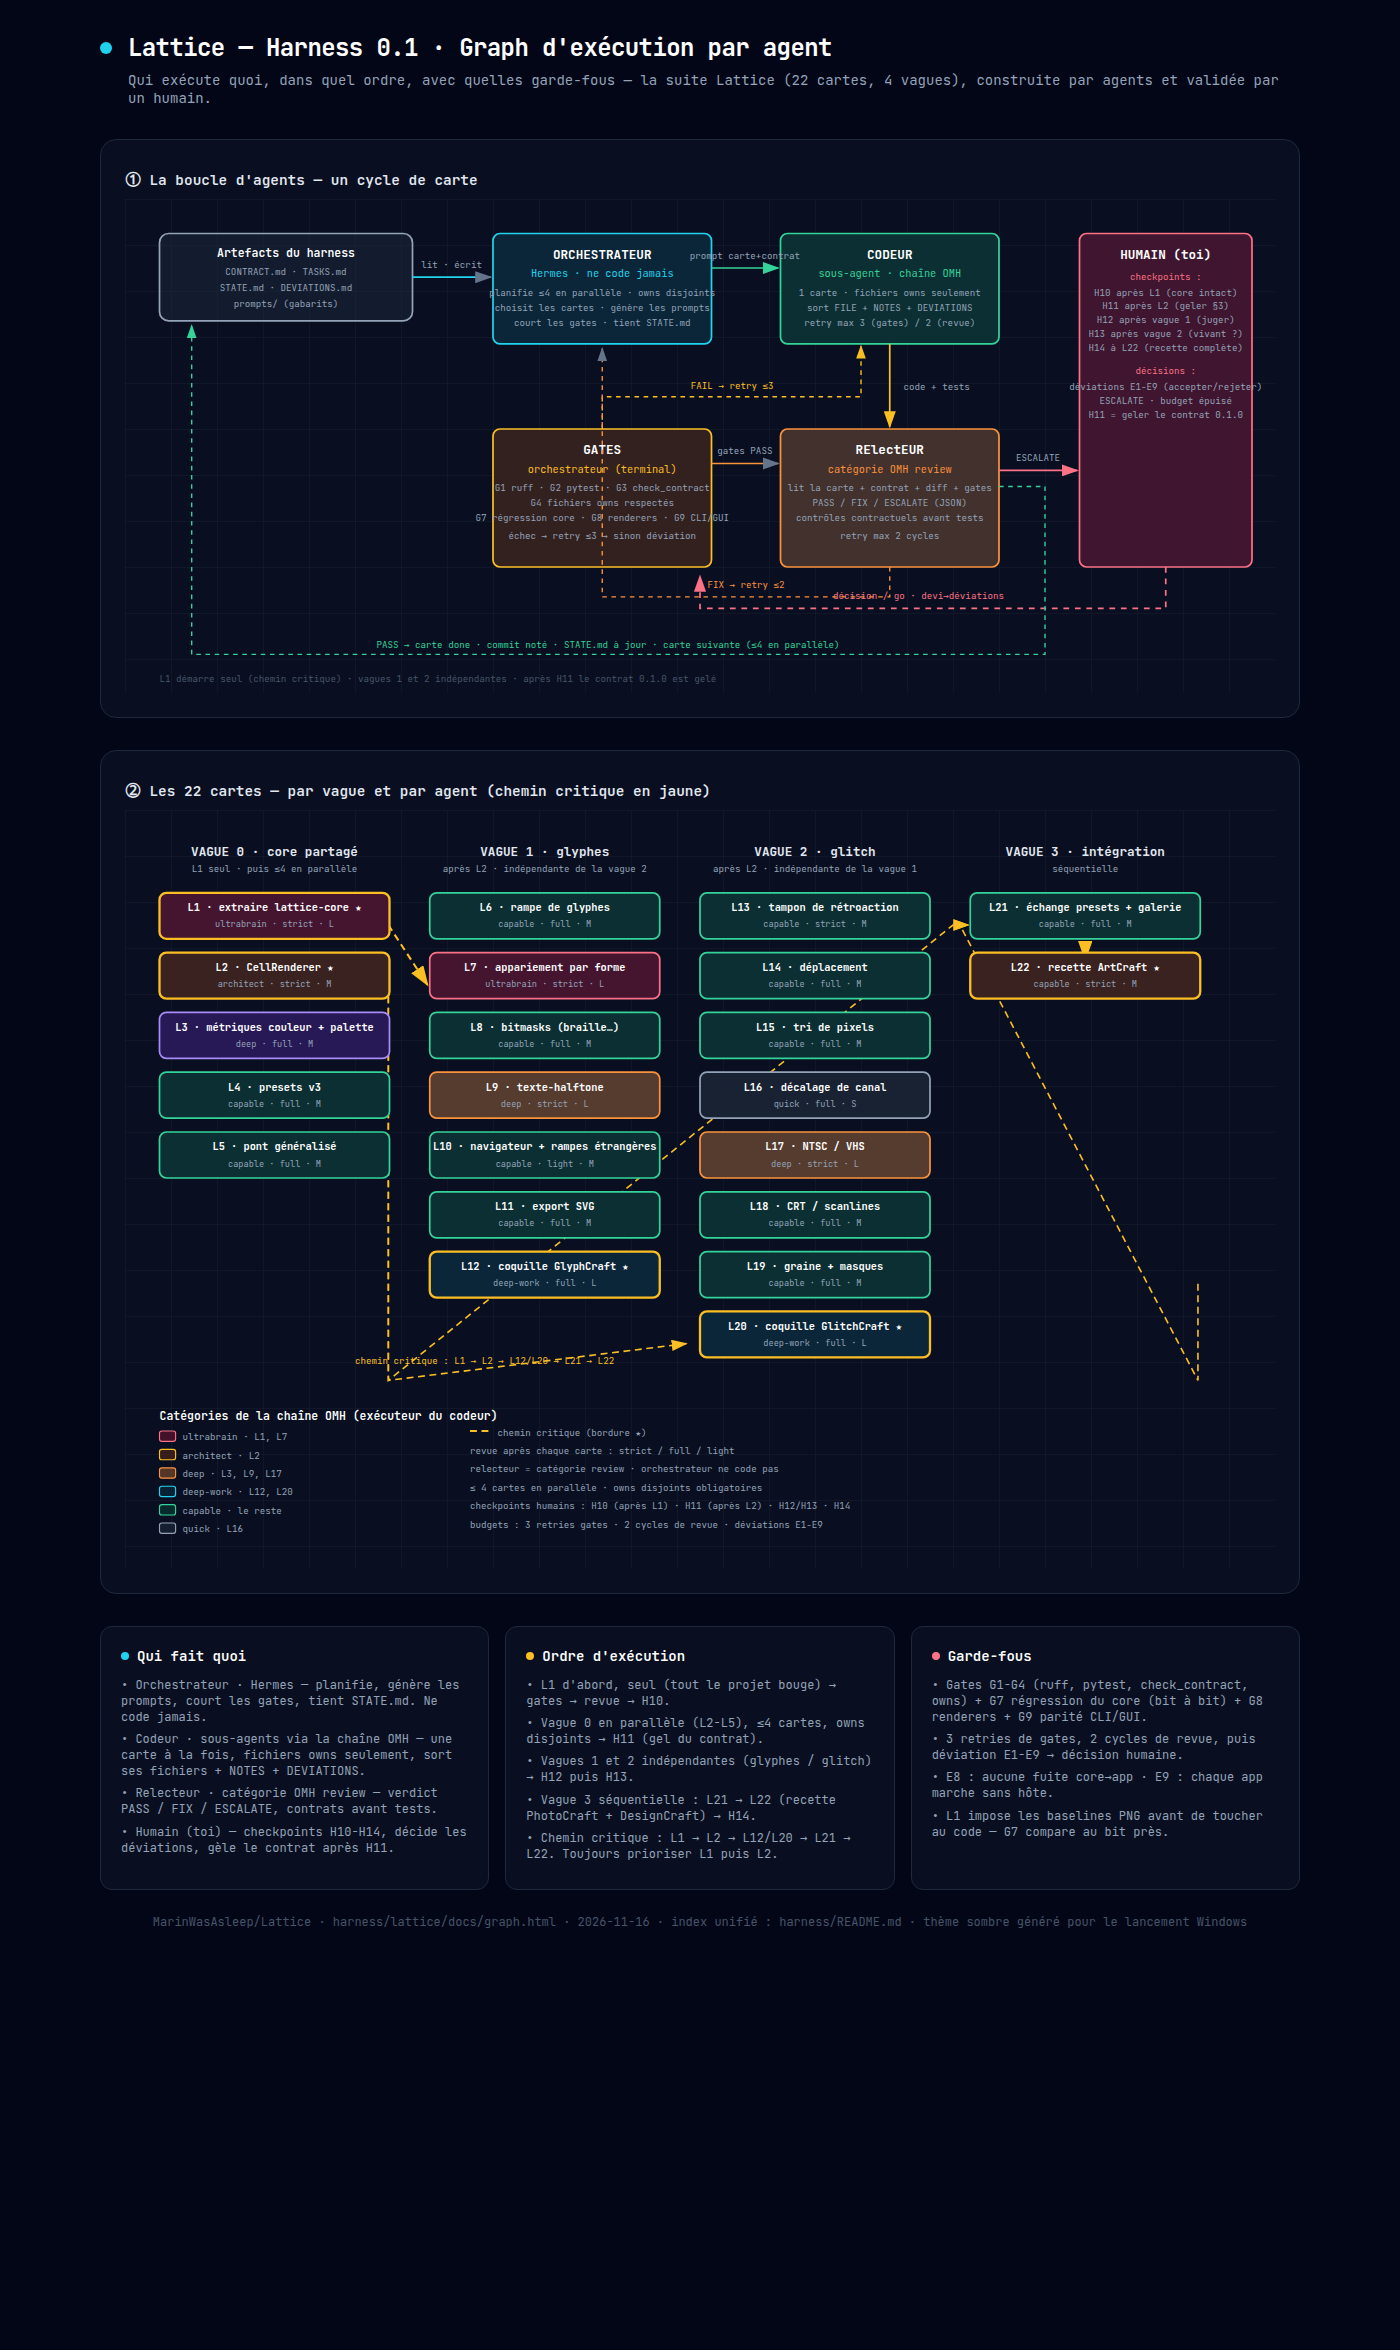 Lattice — Harness 0.1 · Graph d'exécution par agent
Qui exécute quoi, dans quel ordre, avec quelles garde-fous — la suite Lattice (22 cartes, 4 vagues), construite par agents et validée par
un humain.
① La boucle d'agents — un cycle de carte
Artefacts du harness
CONTRACT.md · TASKS.md
STATE.md · DEVIATIONS.md
prompts/ (gabarits)
lit · écrit
ORCHESTRATEUR
Hermes · ne code jamais
planifie ≤4 en parallèle · owns disjoints
choisit les cartes · génère les prompts
court les gates · tient STATE.md
prompt carte+contrat
CODEUR
sous-agent · chaîne OMH
1 carte · fichiers owns seulement
sort FILE + NOTES + DEVIATIONS
retry max 3 (gates) / 2 (revue)
HUMAIN (toi)
checkpoints :
H10 après L1 (core intact)
H11 après L2 (geler §3)
H12 après vague 1 (juger)
H13 après vague 2 (vivant ?)
H14 à L22 (recette complète)
décisions :
déviations E1-E9 (accepter/rejeter)
ESCALATE · budget épuisé
H11 = geler le contrat 0.1.0
FAIL → retry ≤3
code + tests
GATES
orchestrateur (terminal)
G1 ruff · G2 pytest · G3 check_contract
G4 fichiers owns respectés
G7 régression core · G8 renderers · G9 CLI/GUI
échec → retry ≤3 → sinon déviation
gates PASS
RElectEUR
catégorie OMH review
lit la carte + contrat + diff + gates
PASS / FIX / ESCALATE (JSON)
contrôles contractuels avant tests
retry max 2 cycles
ESCALATE
FIX → retry ≤2
décision / go · devi→déviations
PASS → carte done · commit noté · STATE.md à jour · carte suivante (≤4 en parallèle)
L1 démarre seul (chemin critique) · vagues 1 et 2 indépendantes · après H11 le contrat 0.1.0 est gelé
② Les 22 cartes — par vague et par agent (chemin critique en jaune)
VAGUE 0 · core partagé
L1 seul · puis ≤4 en parallèle
L1 · extraire lattice-core ★
ultrabrain · strict · L
L2 · CellRenderer ★
architect · strict · M
L3 · métriques couleur + palette
deep · full · M
L4 · presets v3
capable · full · M
L5 · pont généralisé
capable · full · M
VAGUE 1 · glyphes
après L2 · indépendante de la vague 2
L6 · rampe de glyphes
capable · full · M
L7 · appariement par forme
ultrabrain · strict · L
L8 · bitmasks (braille…)
capable · full · M
L9 · texte-halftone
deep · strict · L
L10 · navigateur + rampes étrangères
capable · light · M
L11 · export SVG
capable · full · M
L12 · coquille GlyphCraft ★
deep-work · full · L
VAGUE 2 · glitch
après L2 · indépendante de la vague 1
L13 · tampon de rétroaction
capable · strict · M
L14 · déplacement
capable · full · M
L15 · tri de pixels
capable · full · M
L16 · décalage de canal
quick · full · S
L17 · NTSC / VHS
deep · strict · L
L18 · CRT / scanlines
capable · full · M
L19 · graine + masques
capable · full · M
L20 · coquille GlitchCraft ★
deep-work · full · L
VAGUE 3 · intégration
séquentielle
L21 · échange presets + galerie
capable · full · M
L22 · recette ArtCraft ★
capable · strict · M
chemin critique : L1 → L2 → L12/L20 → L21 → L22
Catégories de la chaîne OMH (exécuteur du codeur)
ultrabrain · L1, L7
architect · L2
deep · L3, L9, L17
deep-work · L12, L20
capable · le reste
quick · L16
chemin critique (bordure ★)
revue après chaque carte : strict / full / light
relecteur = catégorie review · orchestrateur ne code pas
≤ 4 cartes en parallèle · owns disjoints obligatoires
checkpoints humains : H10 (après L1) · H11 (après L2) · H12/H13 · H14
budgets : 3 retries gates · 2 cycles de revue · déviations E1-E9
Qui fait quoi
• Orchestrateur · Hermes — planifie, génère les
prompts, court les gates, tient STATE.md. Ne
code jamais.
• Codeur · sous-agents via la chaîne OMH — une
carte à la fois, fichiers owns seulement, sort
ses fichiers + NOTES + DEVIATIONS.
• Relecteur · catégorie OMH review — verdict
PASS / FIX / ESCALATE, contrats avant tests.
• Humain (toi) — checkpoints H10-H14, décide les
déviations, gèle le contrat après H11.
Ordre d'exécution
• L1 d'abord, seul (tout le projet bouge) →
gates → revue → H10.
• Vague 0 en parallèle (L2-L5), ≤4 cartes, owns
disjoints → H11 (gel du contrat).
• Vagues 1 et 2 indépendantes (glyphes / glitch)
→ H12 puis H13.
• Vague 3 séquentielle : L21 → L22 (recette
PhotoCraft + DesignCraft) → H14.
• Chemin critique : L1 → L2 → L12/L20 → L21 →
L22. Toujours prioriser L1 puis L2.
Garde-fous
• Gates G1-G4 (ruff, pytest, check_contract,
owns) + G7 régression du core (bit à bit) + G8
renderers + G9 parité CLI/GUI.
• 3 retries de gates, 2 cycles de revue, puis
déviation E1-E9 → décision humaine.
• E8 : aucune fuite core→app · E9 : chaque app
marche sans hôte.
• L1 impose les baselines PNG avant de toucher
au code — G7 compare au bit près.
MarinWasAsleep/Lattice · harness/lattice/docs/graph.html · 2026-11-16 · index unifié : harness/README.md · thème sombre généré pour le lancement Windows